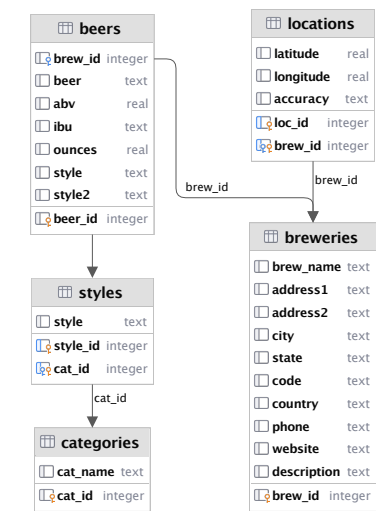 beers
brew_id integer
beer text
abv real
ibu text
ounces real
style text
style2 text
beer_id integer
locations
latitude real
longitude real
accuracy text
loc_id integer
brew_id integer
brew_id
brew_id
styles
style text
style_id integer
cat_id integer
cat_id
categories
cat_name text
cat_id integer
breweries
brew_name text
address1 text
address2 text
city text
state text
code text
country text
phone text
website text
description text
brew_id integer